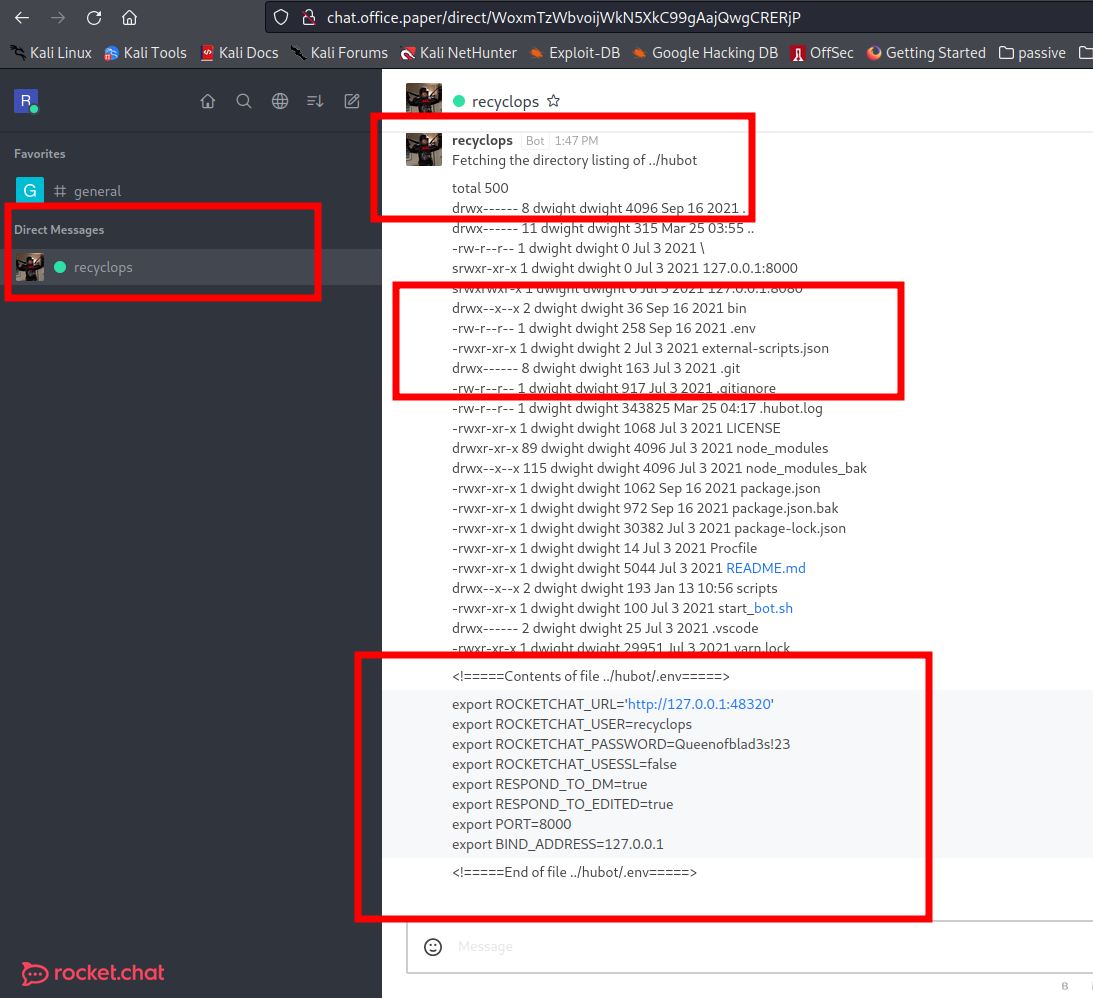 chat.office.paper/direct/WoxmTzWbvoijWkN5XkC99gAajQwgCRERjP
Kali Linux Kali Tools Kali Docs Kali Forums Kali NetHunter Exploit-DB Google Hacking DB OffSec Getting Started passive
R
recyclops
Favorites
G # general
Direct Messages
recyclops
recyclops Bot 1:47 PM
Fetching the directory listing of ../hubot
total 500
drwx------ 8 dwight dwight 4096 Sep 16 2021 .
drwx------ 11 dwight dwight 315 Mar 25 03:55 ..
-rw-r--r-- 1 dwight dwight 0 Jul 3 2021 \
srwxr-xr-x 1 dwight dwight 0 Jul 3 2021 127.0.0.1:8000
srwxrwxr-x 1 dwight dwight 0 Jul 3 2021 127.0.0.1:8080
drwx--x--x 2 dwight dwight 36 Sep 16 2021 bin
-rw-r--r-- 1 dwight dwight 258 Sep 16 2021 .env
-rwxr-xr-x 1 dwight dwight 2 Jul 3 2021 external-scripts.json
drwx------ 8 dwight dwight 163 Jul 3 2021 .git
-rw-r--r-- 1 dwight dwight 917 Jul 3 2021 .gitignore
-rw-r--r-- 1 dwight dwight 343825 Mar 25 04:17 .hubot.log
-rwxr-xr-x 1 dwight dwight 1068 Jul 3 2021 LICENSE
drwxr-xr-x 89 dwight dwight 4096 Jul 3 2021 node_modules
drwx--x--x 115 dwight dwight 4096 Jul 3 2021 node_modules_bak
-rwxr-xr-x 1 dwight dwight 1062 Sep 16 2021 package.json
-rwxr-xr-x 1 dwight dwight 972 Sep 16 2021 package.json.bak
-rwxr-xr-x 1 dwight dwight 30382 Jul 3 2021 package-lock.json
-rwxr-xr-x 1 dwight dwight 14 Jul 3 2021 Procfile
-rwxr-xr-x 1 dwight dwight 5044 Jul 3 2021 README.md
drwx--x--x 2 dwight dwight 193 Jan 13 10:56 scripts
-rwxr-xr-x 1 dwight dwight 100 Jul 3 2021 start_bot.sh
drwx------ 2 dwight dwight 25 Jul 3 2021 .vscode
-rwxr-xr-x 1 dwight dwight 29951 Jul 3 2021 yarn.lock
<!=====Contents of file ../hubot/.env=====>
export ROCKETCHAT_URL='http://127.0.0.1:48320'
export ROCKETCHAT_USER=recyclops
export ROCKETCHAT_PASSWORD=Queenofblad3s!23
export ROCKETCHAT_USESSL=false
export RESPOND_TO_DM=true
export RESPOND_TO_EDITED=true
export PORT=8000
export BIND_ADDRESS=127.0.0.1
<!=====End of file ../hubot/.env=====>
Message
rocket.chat
B